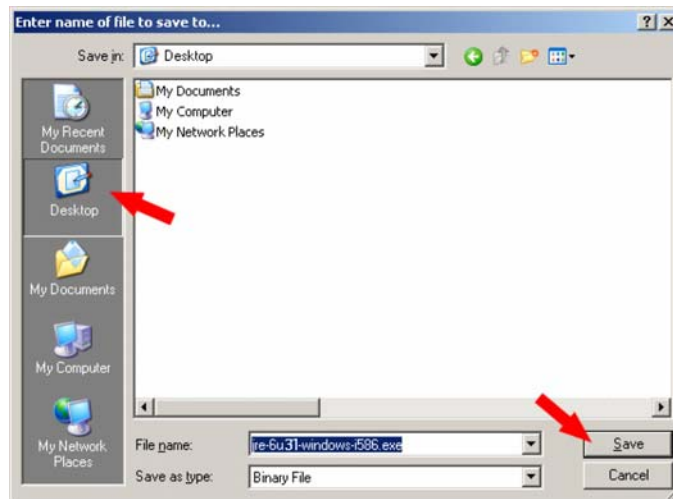 Enter name of file to save to...
Save in: Desktop
My Documents
My Computer
My Network Places
My Recent
Documents
Desktop
My Documents
My Computer
My Network
Places
File name: jre-6u31-windows-i586.exe Save
Save as type: Binary File Cancel